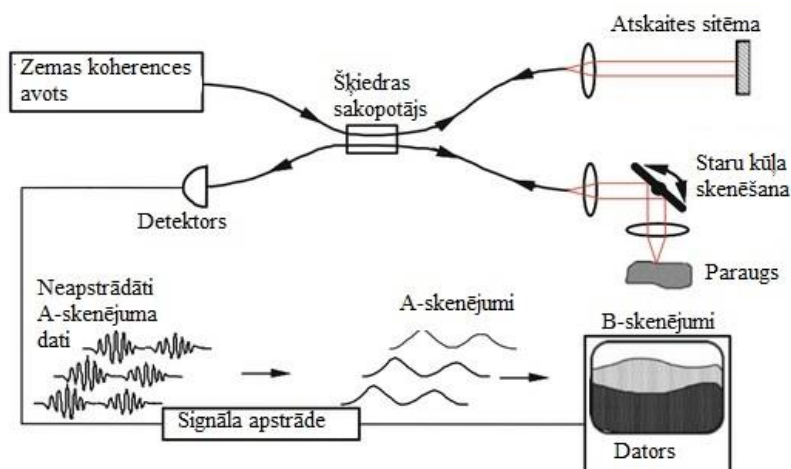 Atskaites sitēma
Zemas koherences
avots
Šķiedras
sakopotājs
Staru kūļa
skenēšana
Detektors
Paraugs
Neapstrādāti
A-skenējuma
dati
A-skenējumi
B-skenējumi
Signāla apstrāde
Dators